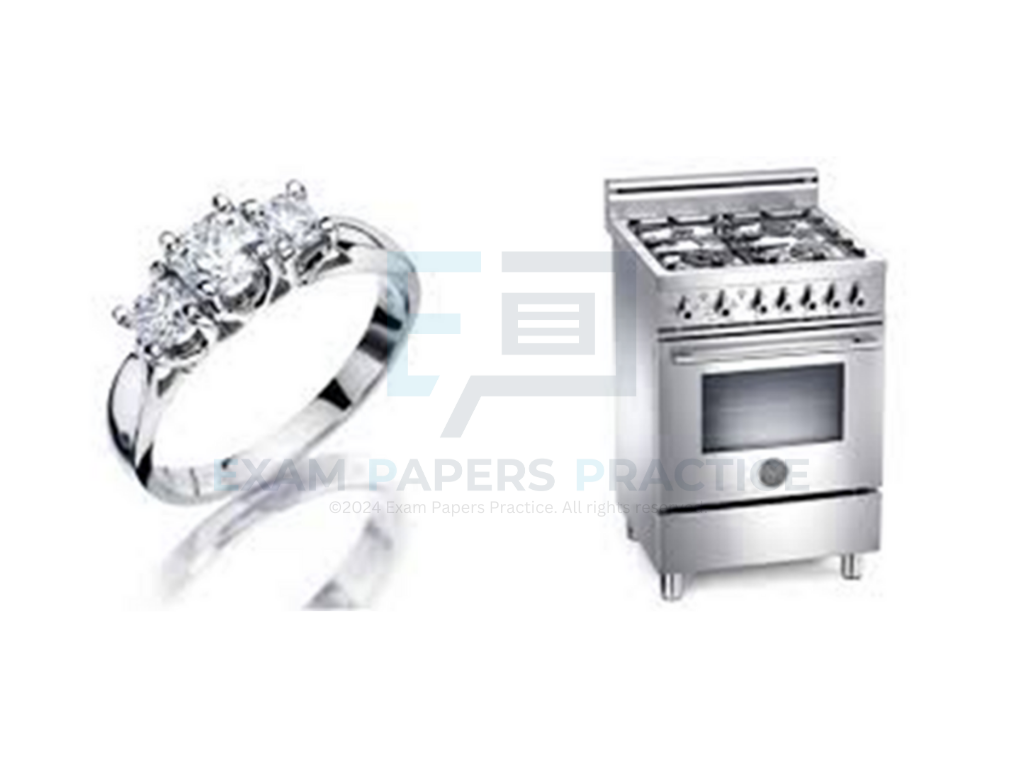 EXAM PAPERS PRACTICE
©2024 Exam Papers Practice. All rights res